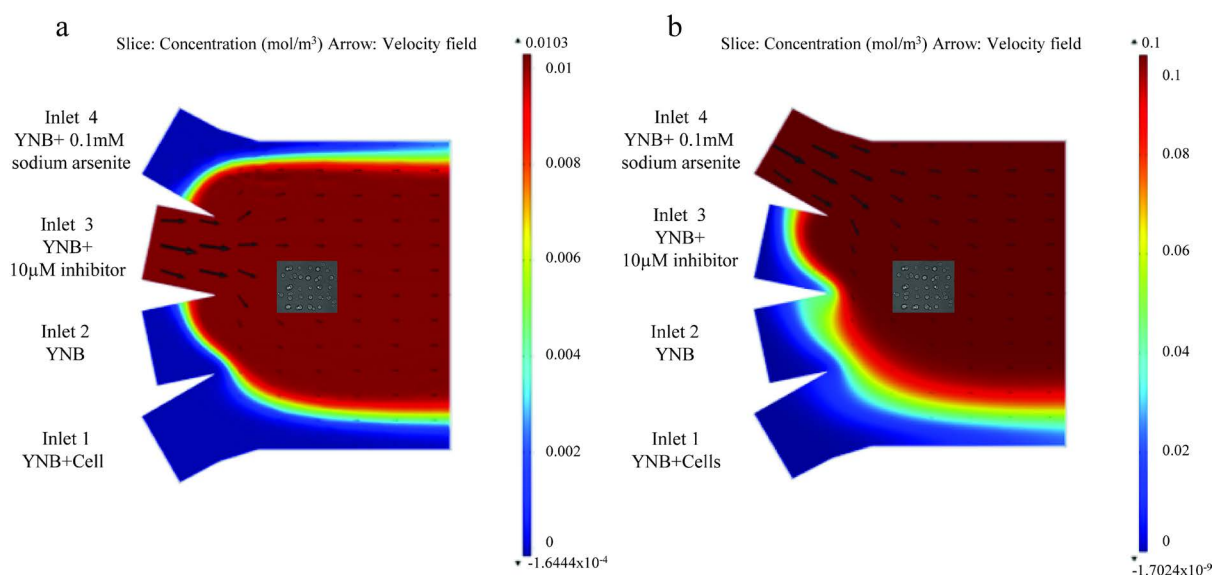 a
Slice: Concentration (mol/m³) Arrow: Velocity field
0.0103
0.01
0.008
0.006
0.004
0.002
0
-1.6444x10⁻⁴
Inlet 4
YNB+ 0.1mM
sodium arsenite
Inlet 3
YNB+
10µM inhibitor
Inlet 2
YNB
Inlet 1
YNB+Cell
b
Slice: Concentration (mol/m³) Arrow: Velocity field
0.1
0.1
0.08
0.06
0.04
0.02
0
-1.7024x10⁻⁹
Inlet 4
YNB+ 0.1mM
sodium arsenite
Inlet 3
YNB+
10µM inhibitor
Inlet 2
YNB
Inlet 1
YNB+Cells